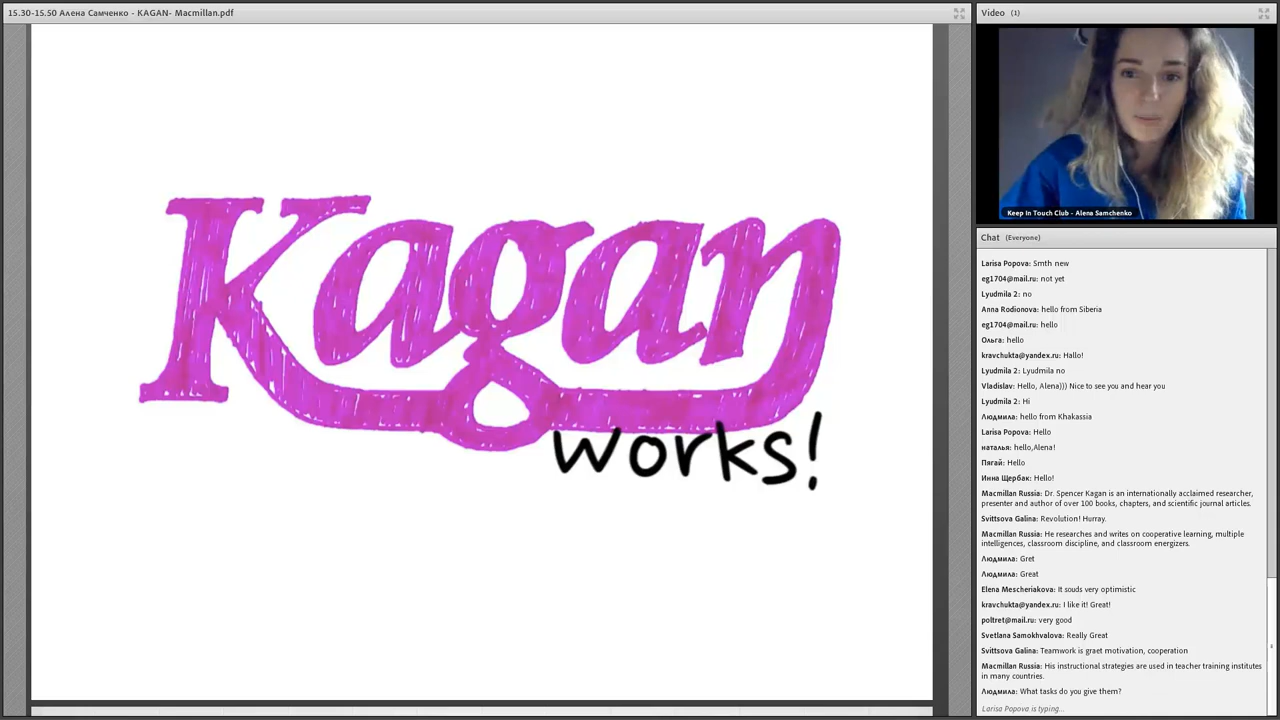 15.30-15.50 Алена Самченко - KAGAN- Macmillan.pdf
Kagan
works!
Video (1)
Keep In Touch Club - Alena Samchenko
Chat (Everyone)
Larisa Popova: Smth new
eg1704@mail.ru: not yet
Lyudmila 2: no
Anna Rodionova: hello from Siberia
eg1704@mail.ru: hello
Ольга: hello
kravchukta@yandex.ru: Hallo!
Lyudmila 2: Lyudmila no
Vladislav: Hello, Alena))) Nice to see you and hear you
Lyudmila 2: Hi
Людмила: hello from Khakassia
Larisa Popova: Hello
наталья: hello,Alena!
Пягай: Hello
Инна Щербак: Hello!
Macmillan Russia: Dr. Spencer Kagan is an internationally acclaimed researcher,
presenter and author of over 100 books, chapters, and scientific journal articles.
Svittsova Galina: Revolution! Hurray.
Macmillan Russia: He researches and writes on cooperative learning, multiple
intelligences, classroom discipline, and classroom energizers.
Людмила: Gret
Людмила: Great
Elena Mescheriakova: It souds very optimistic
kravchukta@yandex.ru: I like it! Great!
poltret@mail.ru: very good
Svetlana Samokhvalova: Really Great
Svittsova Galina: Teamwork is graet motivation, cooperation
Macmillan Russia: His instructional strategies are used in teacher training institutes
in many countries.
Людмила: What tasks do you give them?
Larisa Popova is typing...